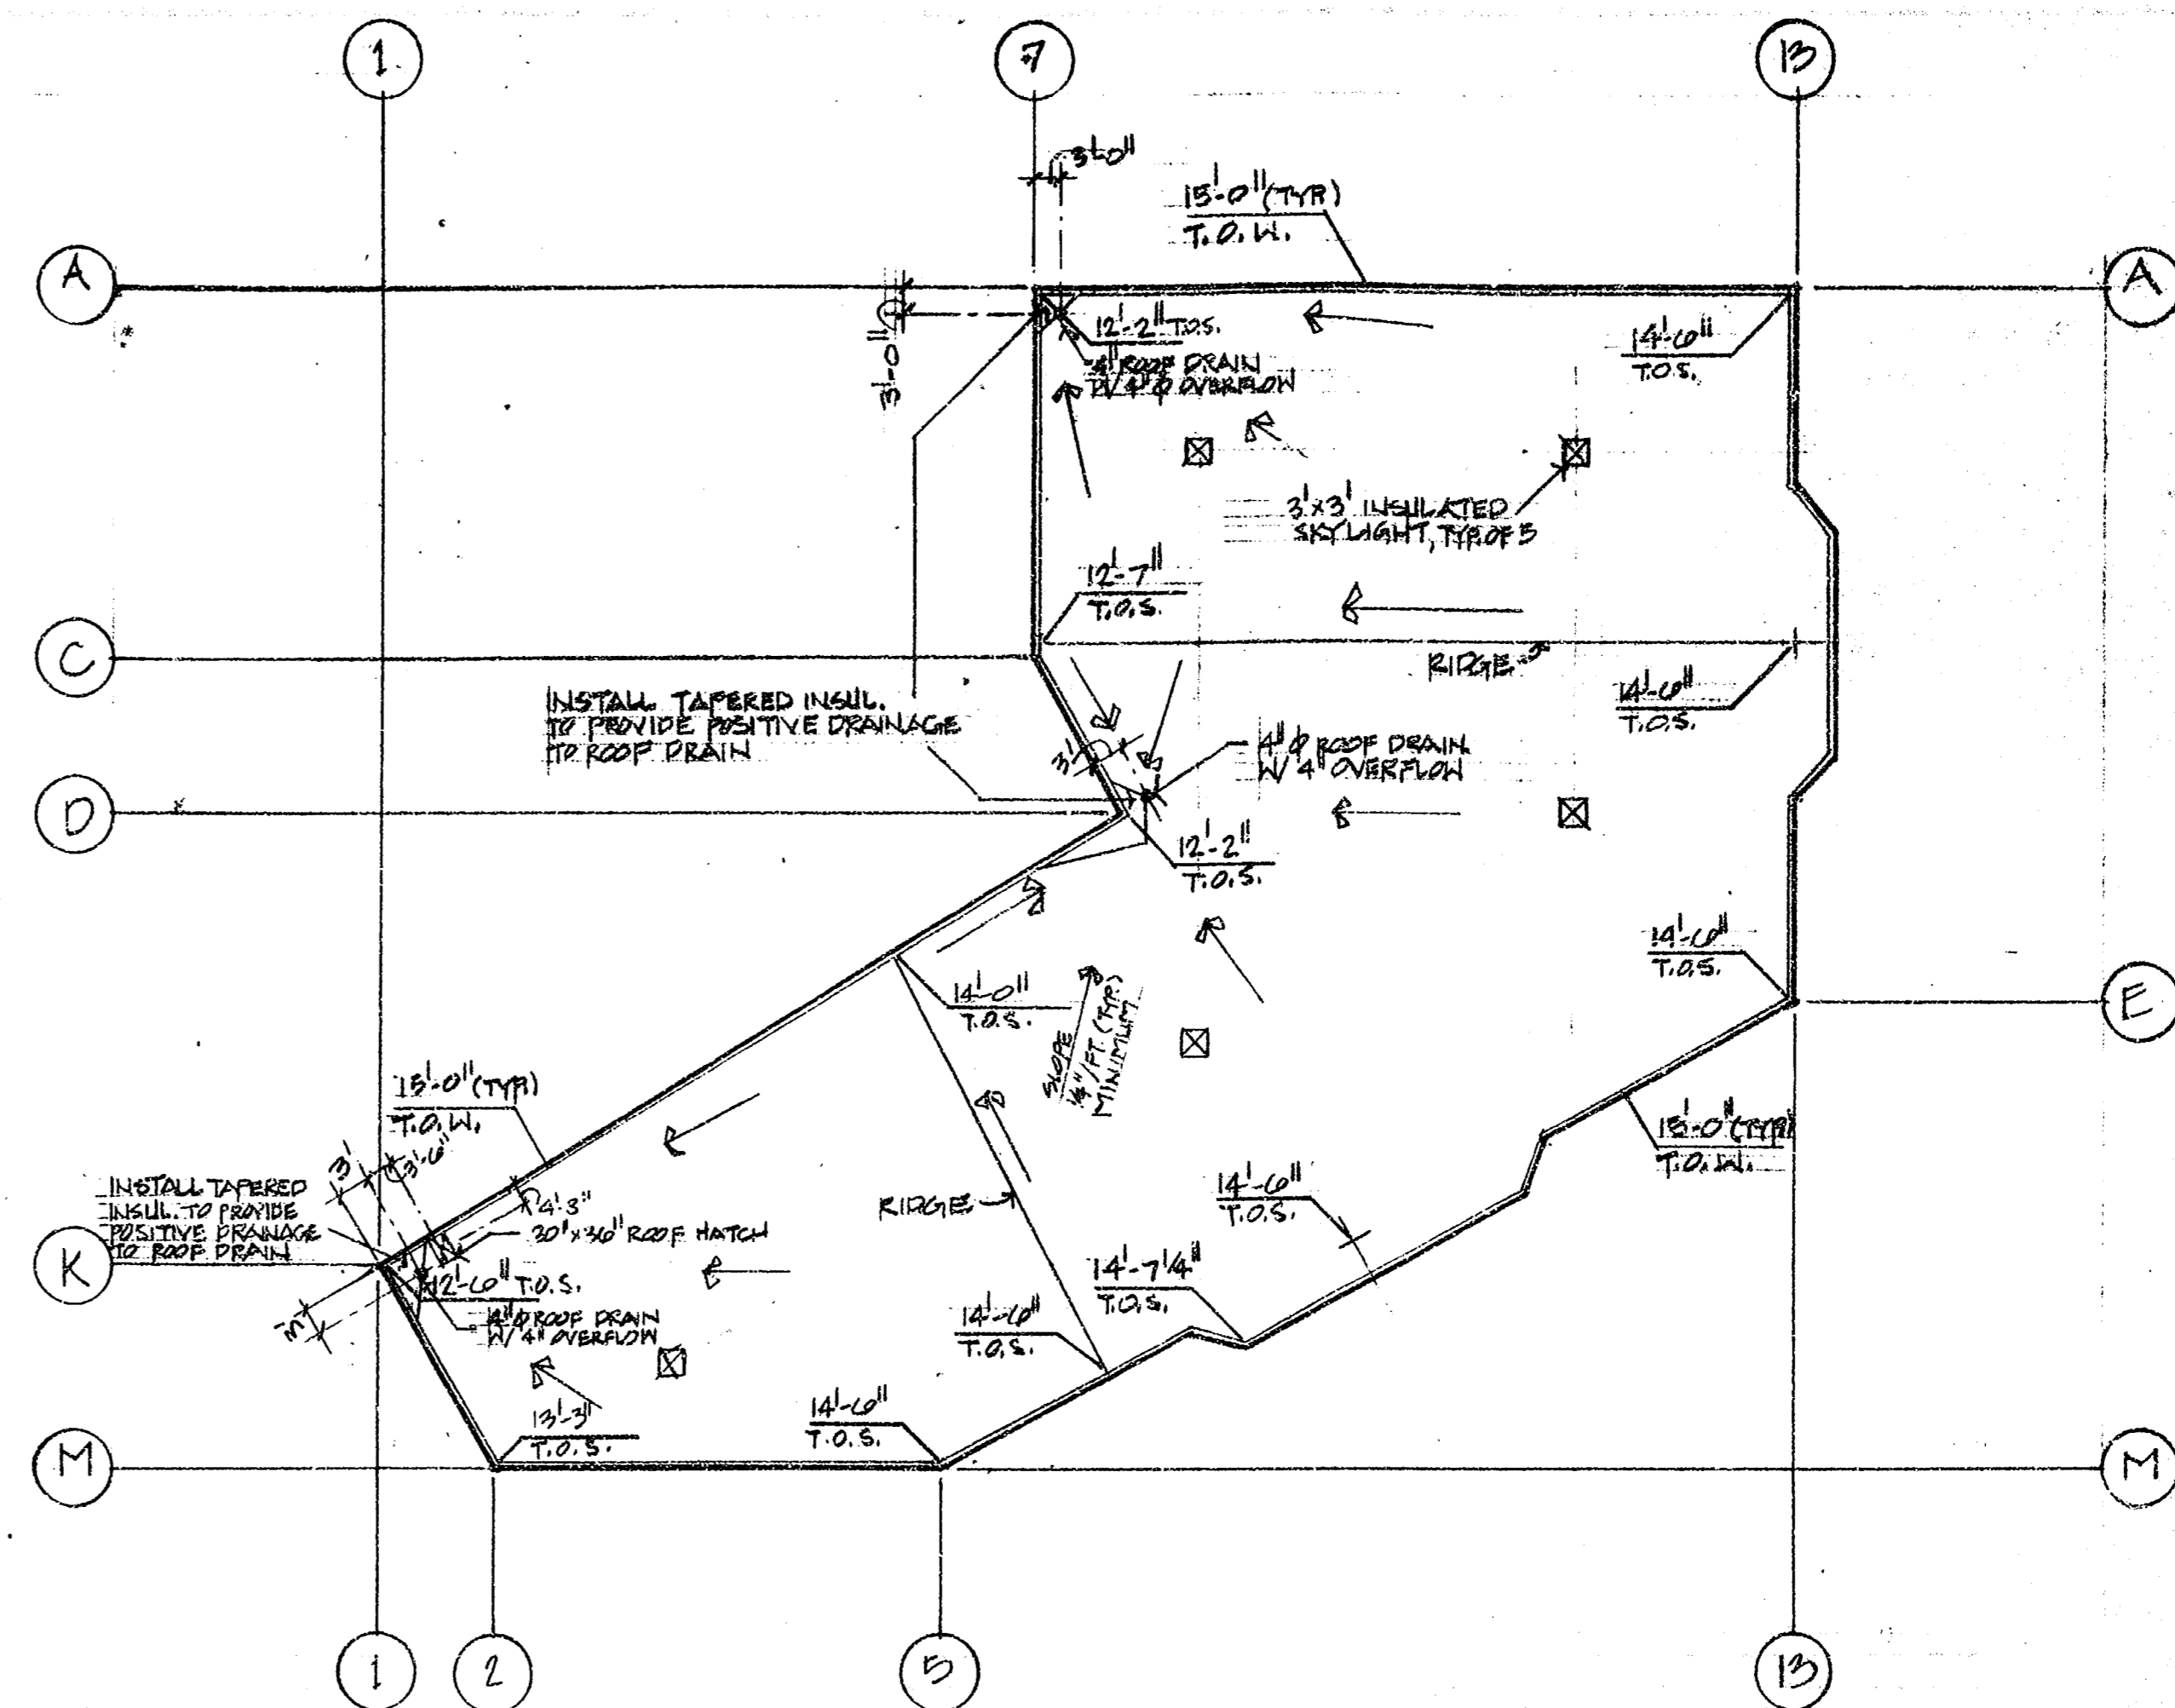 1
7
13
3'-0"
15'-0" (TYP)
T.O.W.
A
A
3'-0"
12'-2" T.O.S.
4" ROOF DRAIN
W/ 4" φ OVERFLOW
14'-6"
T.O.S.
3'x3' INSULATED
SKYLIGHT, TYP. OF 5
12'-7"
T.O.S.
C
RIDGE
14'-6"
T.O.S.
INSTALL TAPERED INSUL.
TO PROVIDE POSITIVE DRAINAGE
TO ROOF DRAIN
3'
4" φ ROOF DRAIN
W/ 4" OVERFLOW
D
12'-2"
T.O.S.
14'-6"
T.O.S.
14'-0"
T.O.S.
SLOPE
1/4"/FT. (TYP.)
MINIMUM
E
15'-0" (TYP)
T.O.W.
15'-0" (TYP)
T.O.W.
3'
3'-6"
4'-3"
INSTALL TAPERED
INSUL. TO PROVIDE
POSITIVE DRAINAGE
TO ROOF DRAIN
30"x36" ROOF HATCH
RIDGE
14'-6"
T.O.S.
K
12'-6" T.O.S.
4" φ ROOF DRAIN
W/ 4" OVERFLOW
3'
14'-7 1/4"
T.O.S.
14'-6"
T.O.S.
13'-3"
T.O.S.
14'-6"
T.O.S.
M
M
1
2
5
13